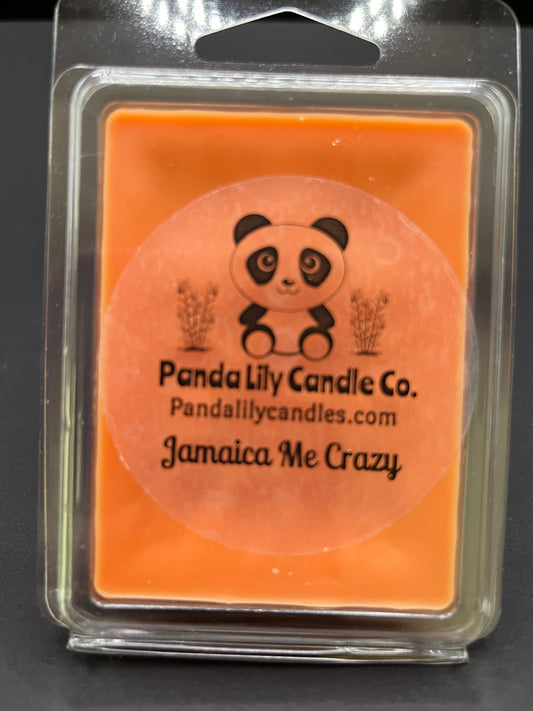 Panda Lily Candle Co.
Pandalilycandles.com
Jamaica Me Crazy